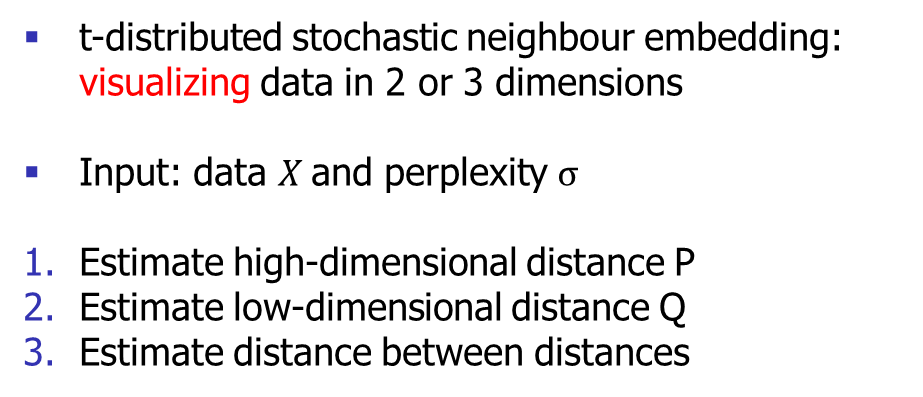 ▪ t-distributed stochastic neighbour embedding:
visualizing data in 2 or 3 dimensions
▪ Input: data X and perplexity σ
1. Estimate high-dimensional distance P
2. Estimate low-dimensional distance Q
3. Estimate distance between distances